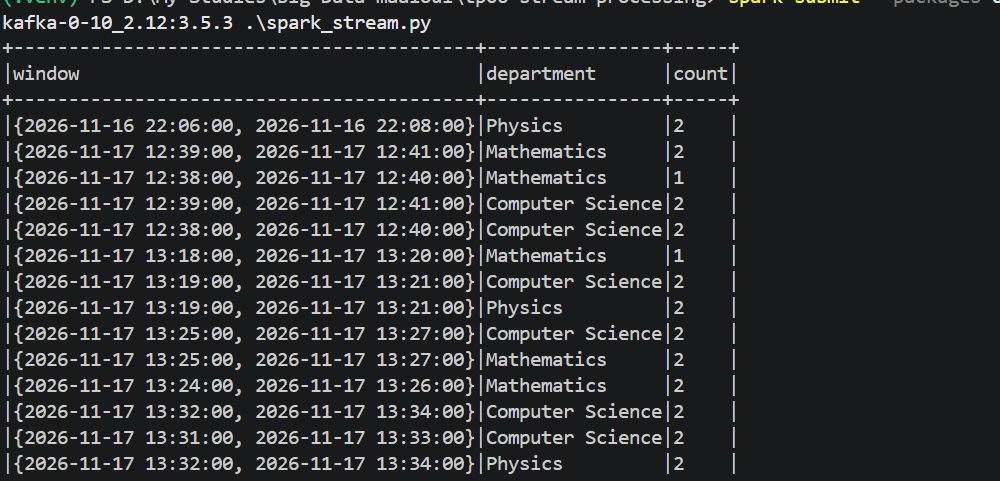 kafka-0-10_2.12:3.5.3 .\spark_stream.py
+------------------------------------------+----------------+-----+
|window                                    |department      |count|
+------------------------------------------+----------------+-----+
|{2026-11-16 22:06:00, 2026-11-16 22:08:00}|Physics         |2    |
|{2026-11-17 12:39:00, 2026-11-17 12:41:00}|Mathematics     |2    |
|{2026-11-17 12:38:00, 2026-11-17 12:40:00}|Mathematics     |1    |
|{2026-11-17 12:39:00, 2026-11-17 12:41:00}|Computer Science|2    |
|{2026-11-17 12:38:00, 2026-11-17 12:40:00}|Computer Science|2    |
|{2026-11-17 13:18:00, 2026-11-17 13:20:00}|Mathematics     |1    |
|{2026-11-17 13:19:00, 2026-11-17 13:21:00}|Computer Science|2    |
|{2026-11-17 13:19:00, 2026-11-17 13:21:00}|Physics         |2    |
|{2026-11-17 13:25:00, 2026-11-17 13:27:00}|Computer Science|2    |
|{2026-11-17 13:25:00, 2026-11-17 13:27:00}|Mathematics     |2    |
|{2026-11-17 13:24:00, 2026-11-17 13:26:00}|Mathematics     |2    |
|{2026-11-17 13:32:00, 2026-11-17 13:34:00}|Computer Science|2    |
|{2026-11-17 13:31:00, 2026-11-17 13:33:00}|Computer Science|2    |
|{2026-11-17 13:32:00, 2026-11-17 13:34:00}|Physics         |2    |